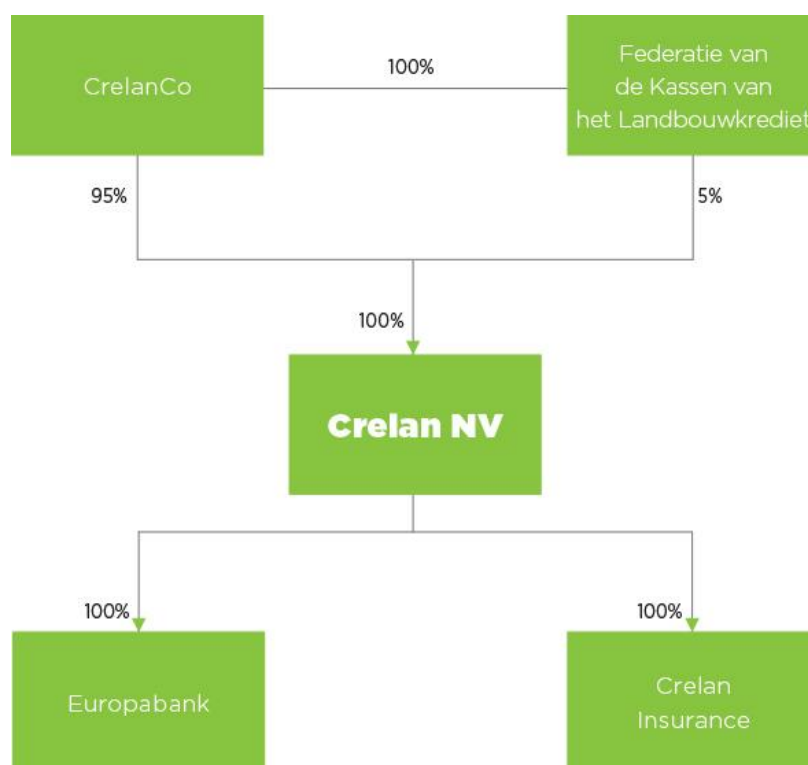 CrelanCo
100%
Federatie van
de Kassen van
het Landbouwkrediet
95%
5%
100%
Crelan NV
100%
100%
Europabank
Crelan
Insurance